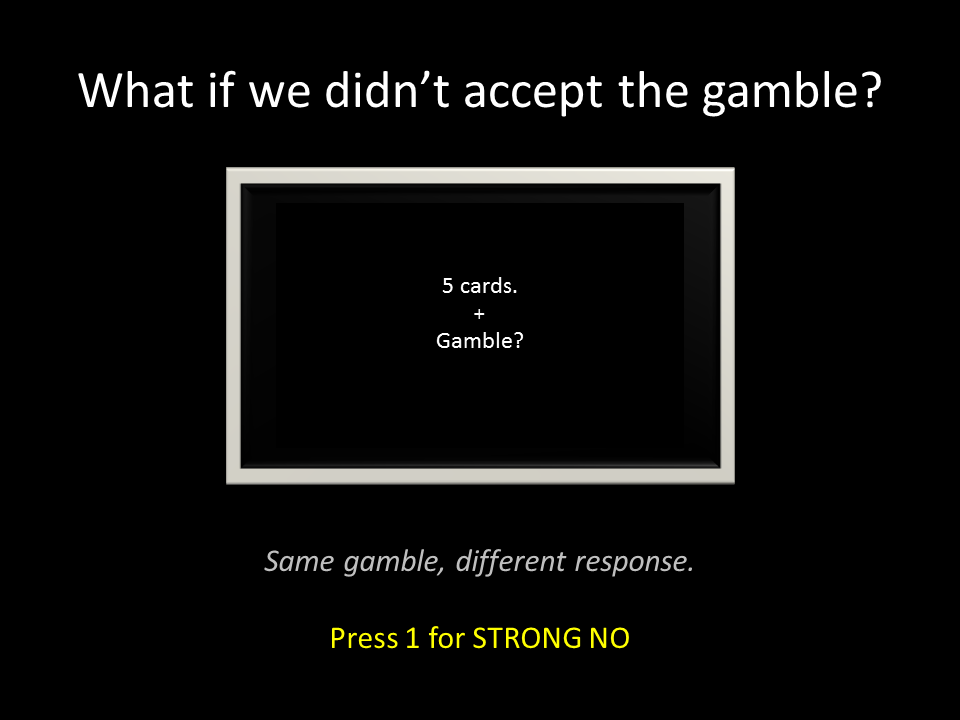 What if we didn’t accept the gamble?
5 cards.
+
Gamble?
Same gamble, different response.
Press 1 for STRONG NO